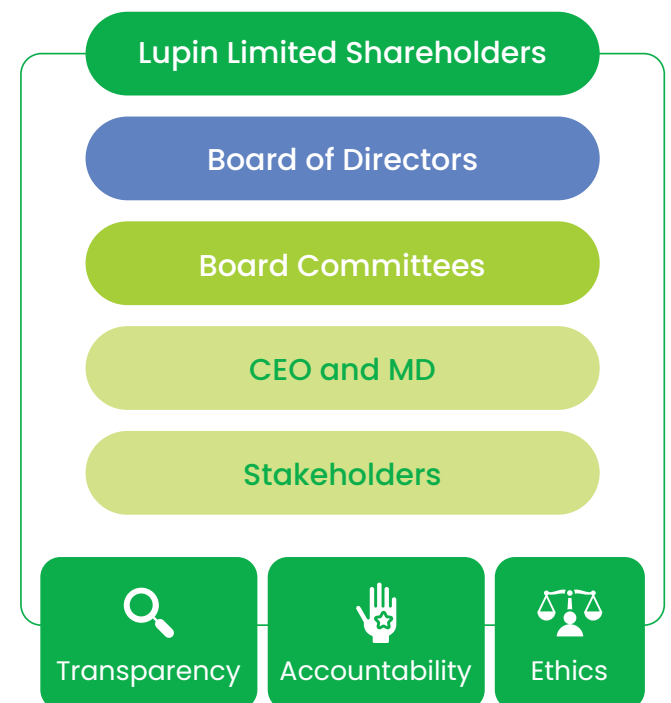 Lupin Limited Shareholders
Board of Directors
Board Committees
CEO and MD
Stakeholders
Transparency
Accountability
Ethics